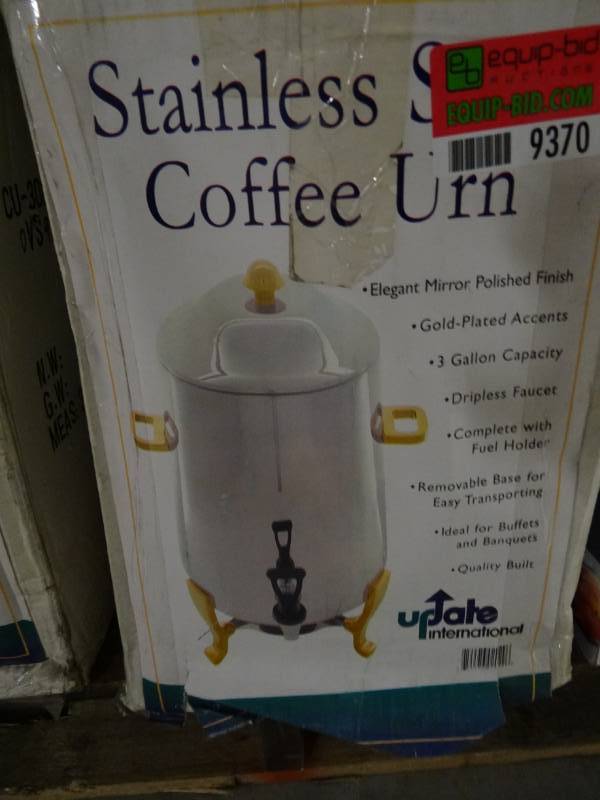 Stainless S
Coffee Urn
equip-bid
auctions
EQUIP-BID.COM
9370
•Elegant Mirror Polished Finish
•Gold-Plated Accents
•3 Gallon Capacity
•Dripless Faucet
•Complete with
Fuel Holder
•Removable Base for
Easy Transporting
•Ideal for Buffets
and Banquets
•Quality Built
update
international
N.W:
G.W:
MEAS